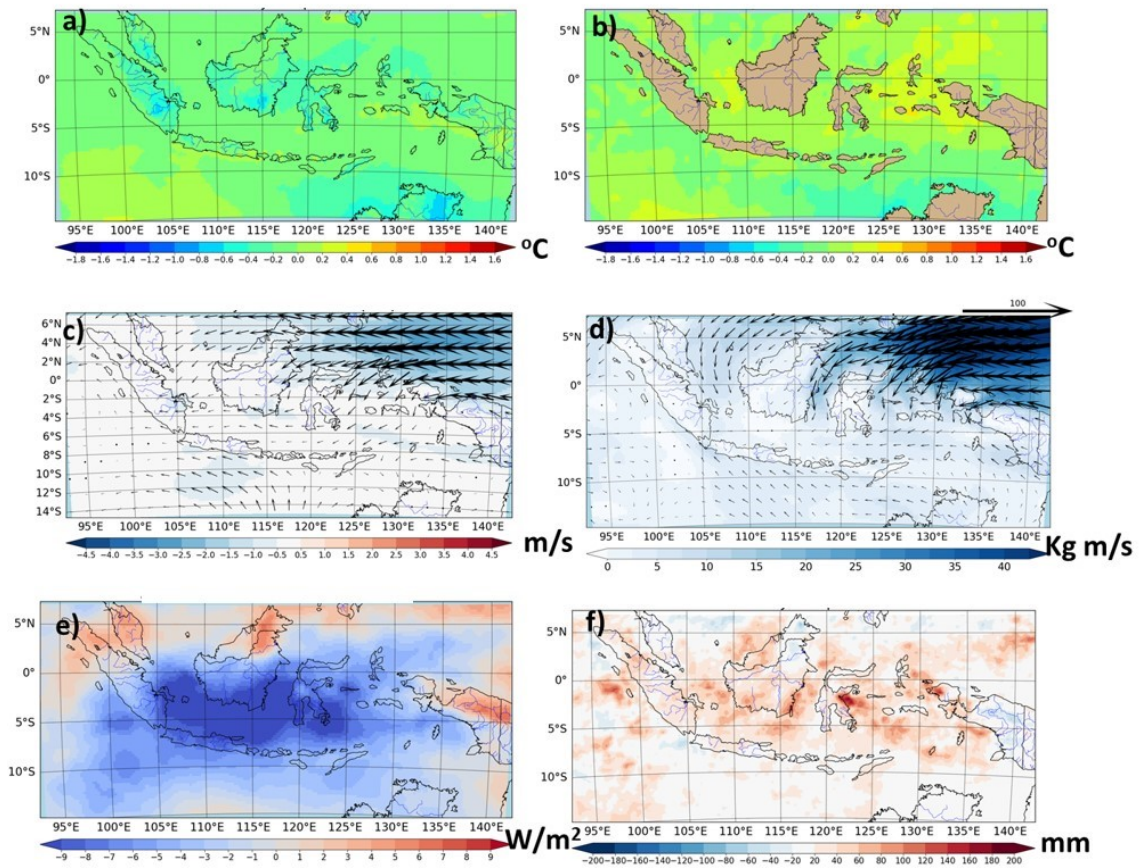 a) b)
5°N 5°N
0° 0°
5°S 5°S
10°S 10°S
95°E 100°E 105°E 110°E 115°E 120°E 125°E 130°E 135°E 140°E 95°E 100°E 105°E 110°E 115°E 120°E 125°E 130°E 135°E 140°E
−1.8 −1.6 −1.4 −1.2 −1.0 −0.8 −0.6 −0.4 −0.2 0.0 0.2 0.4 0.6 0.8 1.0 1.2 1.4 1.6 °C −1.8 −1.6 −1.4 −1.2 −1.0 −0.8 −0.6 −0.4 −0.2 0.0 0.2 0.4 0.6 0.8 1.0 1.2 1.4 1.6 °C
100
c) d)
6°N 5°N
4°N
2°N
0° 0°
2°S
4°S 5°S
6°S
8°S
10°S 10°S
12°S
14°S
95°E 100°E 105°E 110°E 115°E 120°E 125°E 130°E 135°E 140°E 95°E 100°E 105°E 110°E 115°E 120°E 125°E 130°E 135°E 140°E
−4.5 −4.0 −3.5 −3.0 −2.5 −2.0 −1.5 −1.0 −0.5 0.5 1.0 1.5 2.0 2.5 3.0 3.5 4.0 4.5 m/s 0 5 10 15 20 25 30 35 40 Kg m/s
e) f)
5°N 5°N
0° 0°
5°S 5°S
10°S 10°S
95°E 100°E 105°E 110°E 115°E 120°E 125°E 130°E 135°E 140°E 95°E 100°E 105°E 110°E 115°E 120°E 125°E 130°E 135°E 140°E
−9 −8 −7 −6 −5 −4 −3 −2 −1 0 1 2 3 4 5 6 7 8 9 W/m²
−200 −180 −160 −140 −120 −100 −80 −60 −40 −20 20 40 60 80 100 120 140 160 180 200 mm